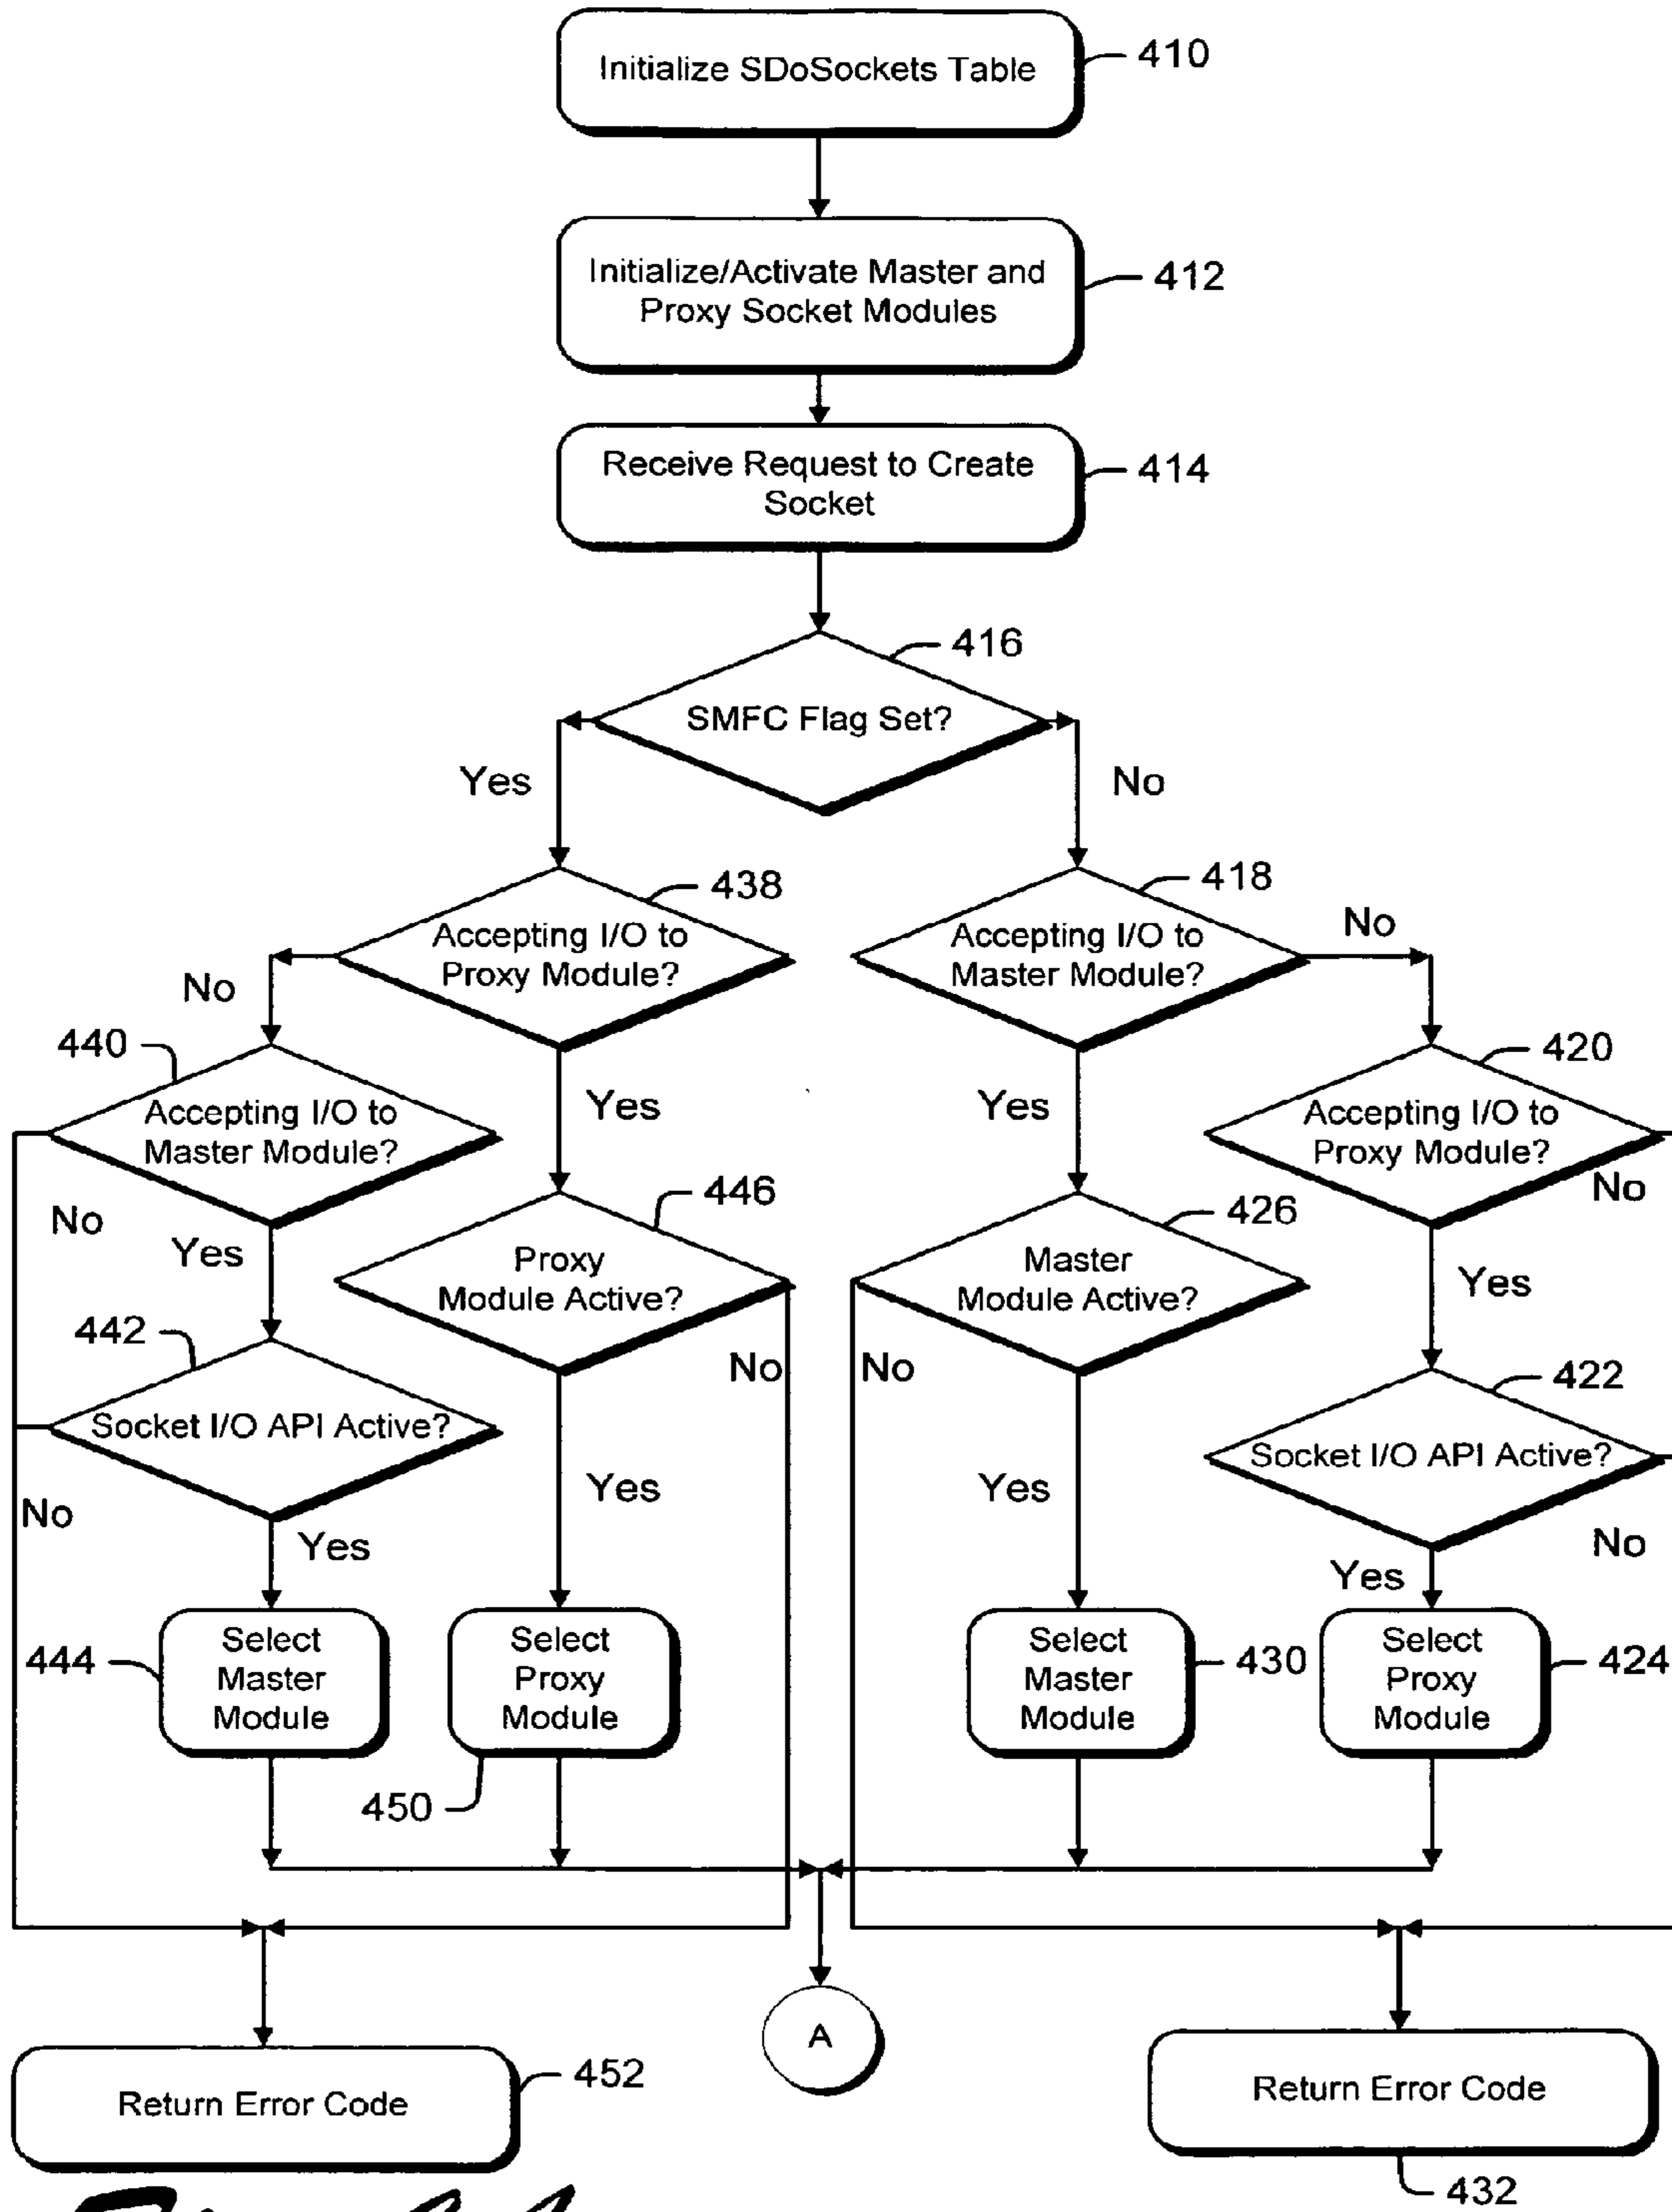 Initialize SDoSockets Table
410
Initialize/Activate Master and
Proxy Socket Modules
412
Receive Request to Create
Socket
414
416
SMFC Flag Set?
Yes
No
438
Accepting I/O to
Proxy Module?
418
Accepting I/O to
Master Module?
No
No
440
Accepting I/O to
Master Module?
Yes
Yes
420
Accepting I/O to
Proxy Module?
No
No
Yes
446
Proxy
Module Active?
426
Master
Module Active?
Yes
442
Socket I/O API Active?
No
No
422
Socket I/O API Active?
No
Yes
Yes
Yes
No
Yes
444
Select
Master
Module
Select
Proxy
Module
450
Select
Master
Module
430
Select
Proxy
Module
424
A
Return Error Code
452
Return Error Code
432